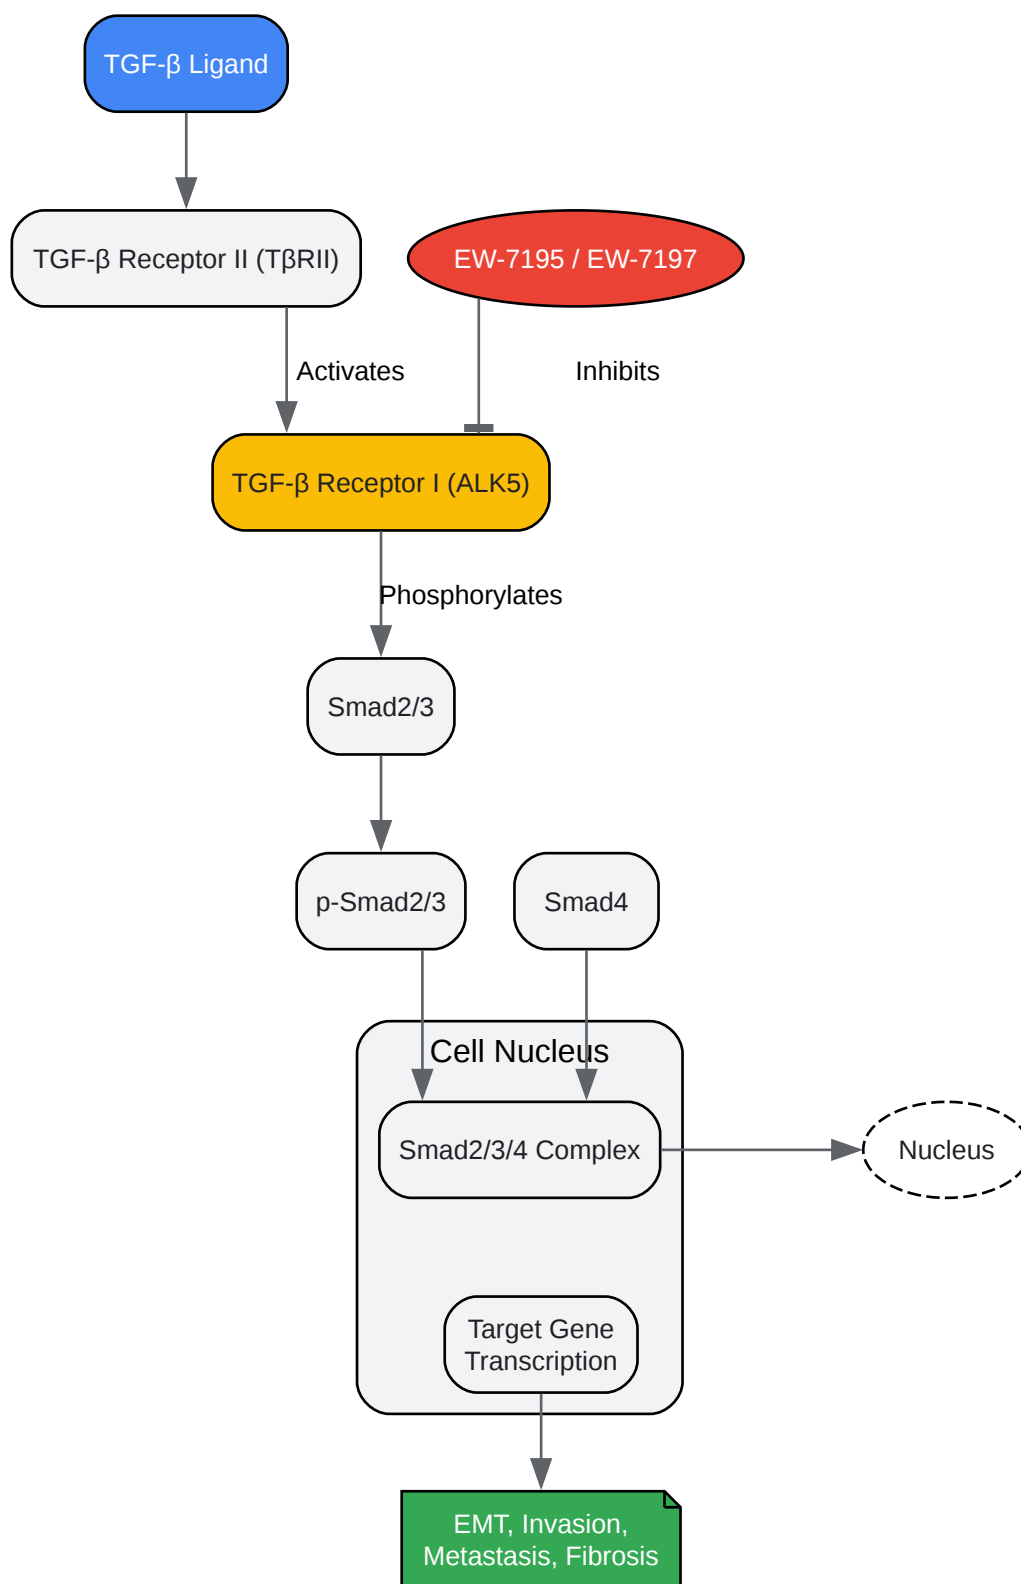 TGF-β Ligand
TGF-β Receptor II (TβRII)
EW-7195 / EW-7197
Activates
Inhibits
TGF-β Receptor I (ALK5)
Phosphorylates
Smad2/3
p-Smad2/3
Smad4
Cell Nucleus
Smad2/3/4 Complex
Nucleus
Target Gene
Transcription
EMT, Invasion,
Metastasis, Fibrosis